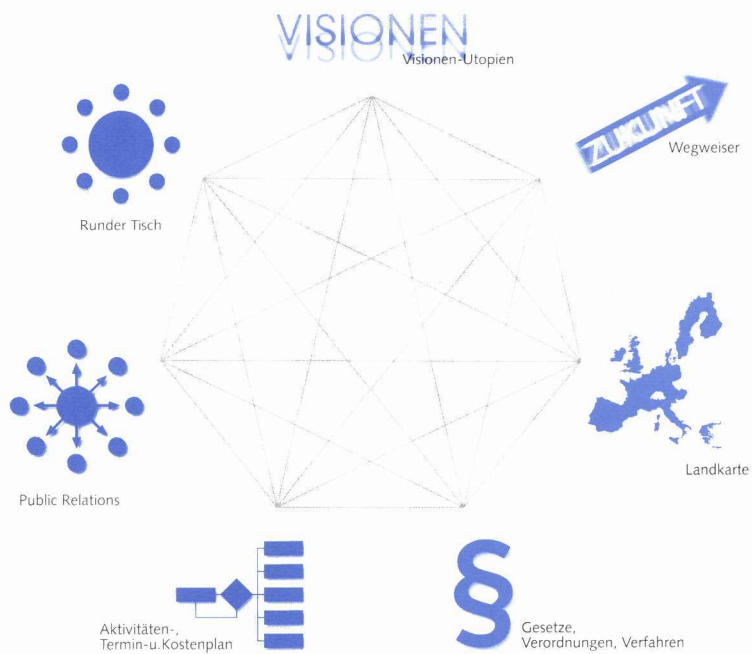 VISIONEN
Visionen-Utopien
ZUKUNFT
Wegweiser
Runder Tisch
Landkarte
Public Relations
§
Aktivitäten-,
Termin-u.Kostenplan
Gesetze,
Verordnungen, Verfahren